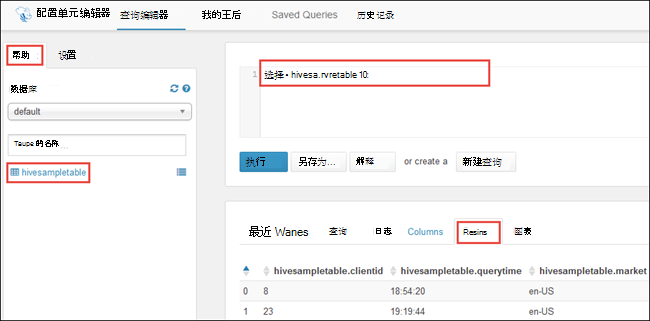 配置单元编辑器 查询编辑器 我的王后 Saved Queries 历史记录
帮助 设置
数据库
default
Taupe 的名称...
hivesampletable
1 选择 * hivesa.rvretable 10:
执行 另存为... 解释 or create a 新建查询
最近 Wanes 查询 日志 Columns Resins 图表
hivesampletable.clientid hivesampletable.querytime hivesampletable.market
0 8 18:54:20 en-US
1 23 19:19:44 en-US